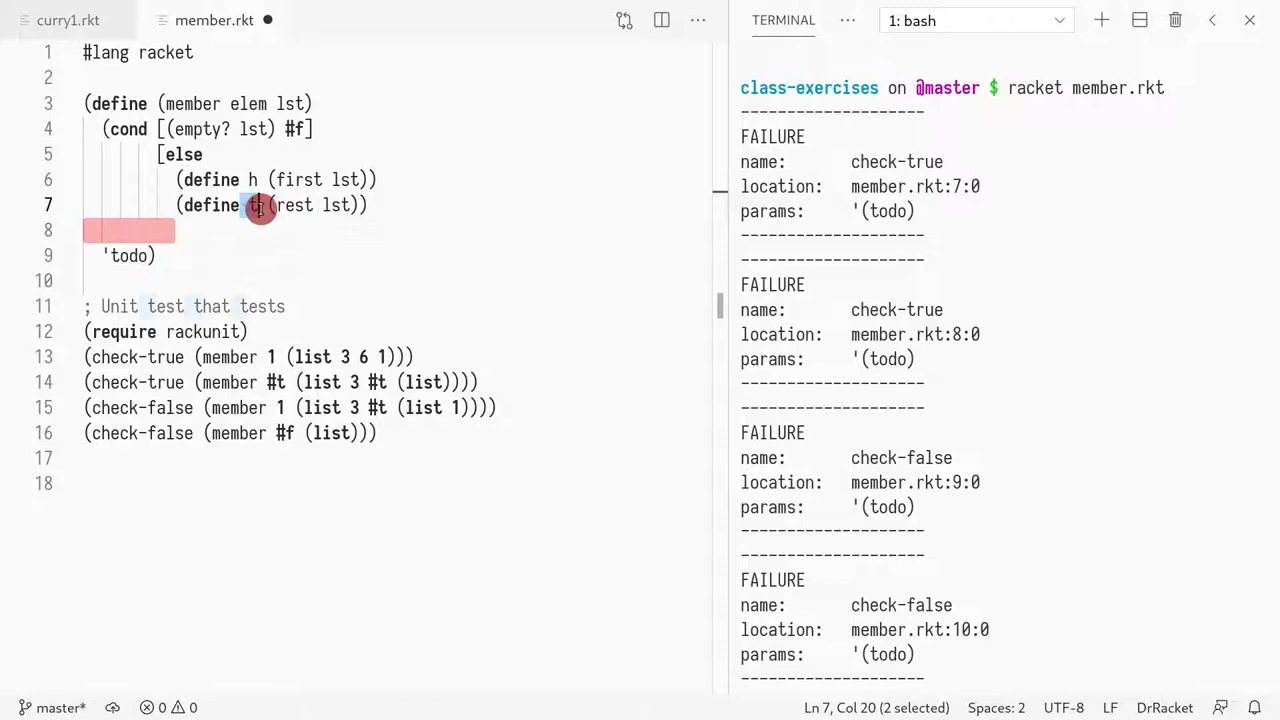 curry1.rkt
member.rkt
TERMINAL
1: bash
1 #lang racket
2
3 (define (member elem lst)
4 (cond [(empty? lst) #f]
5 [else
6 (define h (first lst))
7 (define t (rest lst))
8
9 'todo)
10
11 ; Unit test that tests
12 (require rackunit)
13 (check-true (member 1 (list 3 6 1)))
14 (check-true (member #t (list 3 #t (list))))
15 (check-false (member 1 (list 3 #t (list 1))))
16 (check-false (member #f (list)))
17
18
class-exercises on @master $ racket member.rkt
--------------------
FAILURE
name: check-true
location: member.rkt:7:0
params: '(todo)
--------------------
--------------------
FAILURE
name: check-true
location: member.rkt:8:0
params: '(todo)
--------------------
--------------------
FAILURE
name: check-false
location: member.rkt:9:0
params: '(todo)
--------------------
--------------------
FAILURE
name: check-false
location: member.rkt:10:0
params: '(todo)
--------------------
master* 0 0 Ln 7, Col 20 (2 selected) Spaces: 2 UTF-8 LF DrRacket